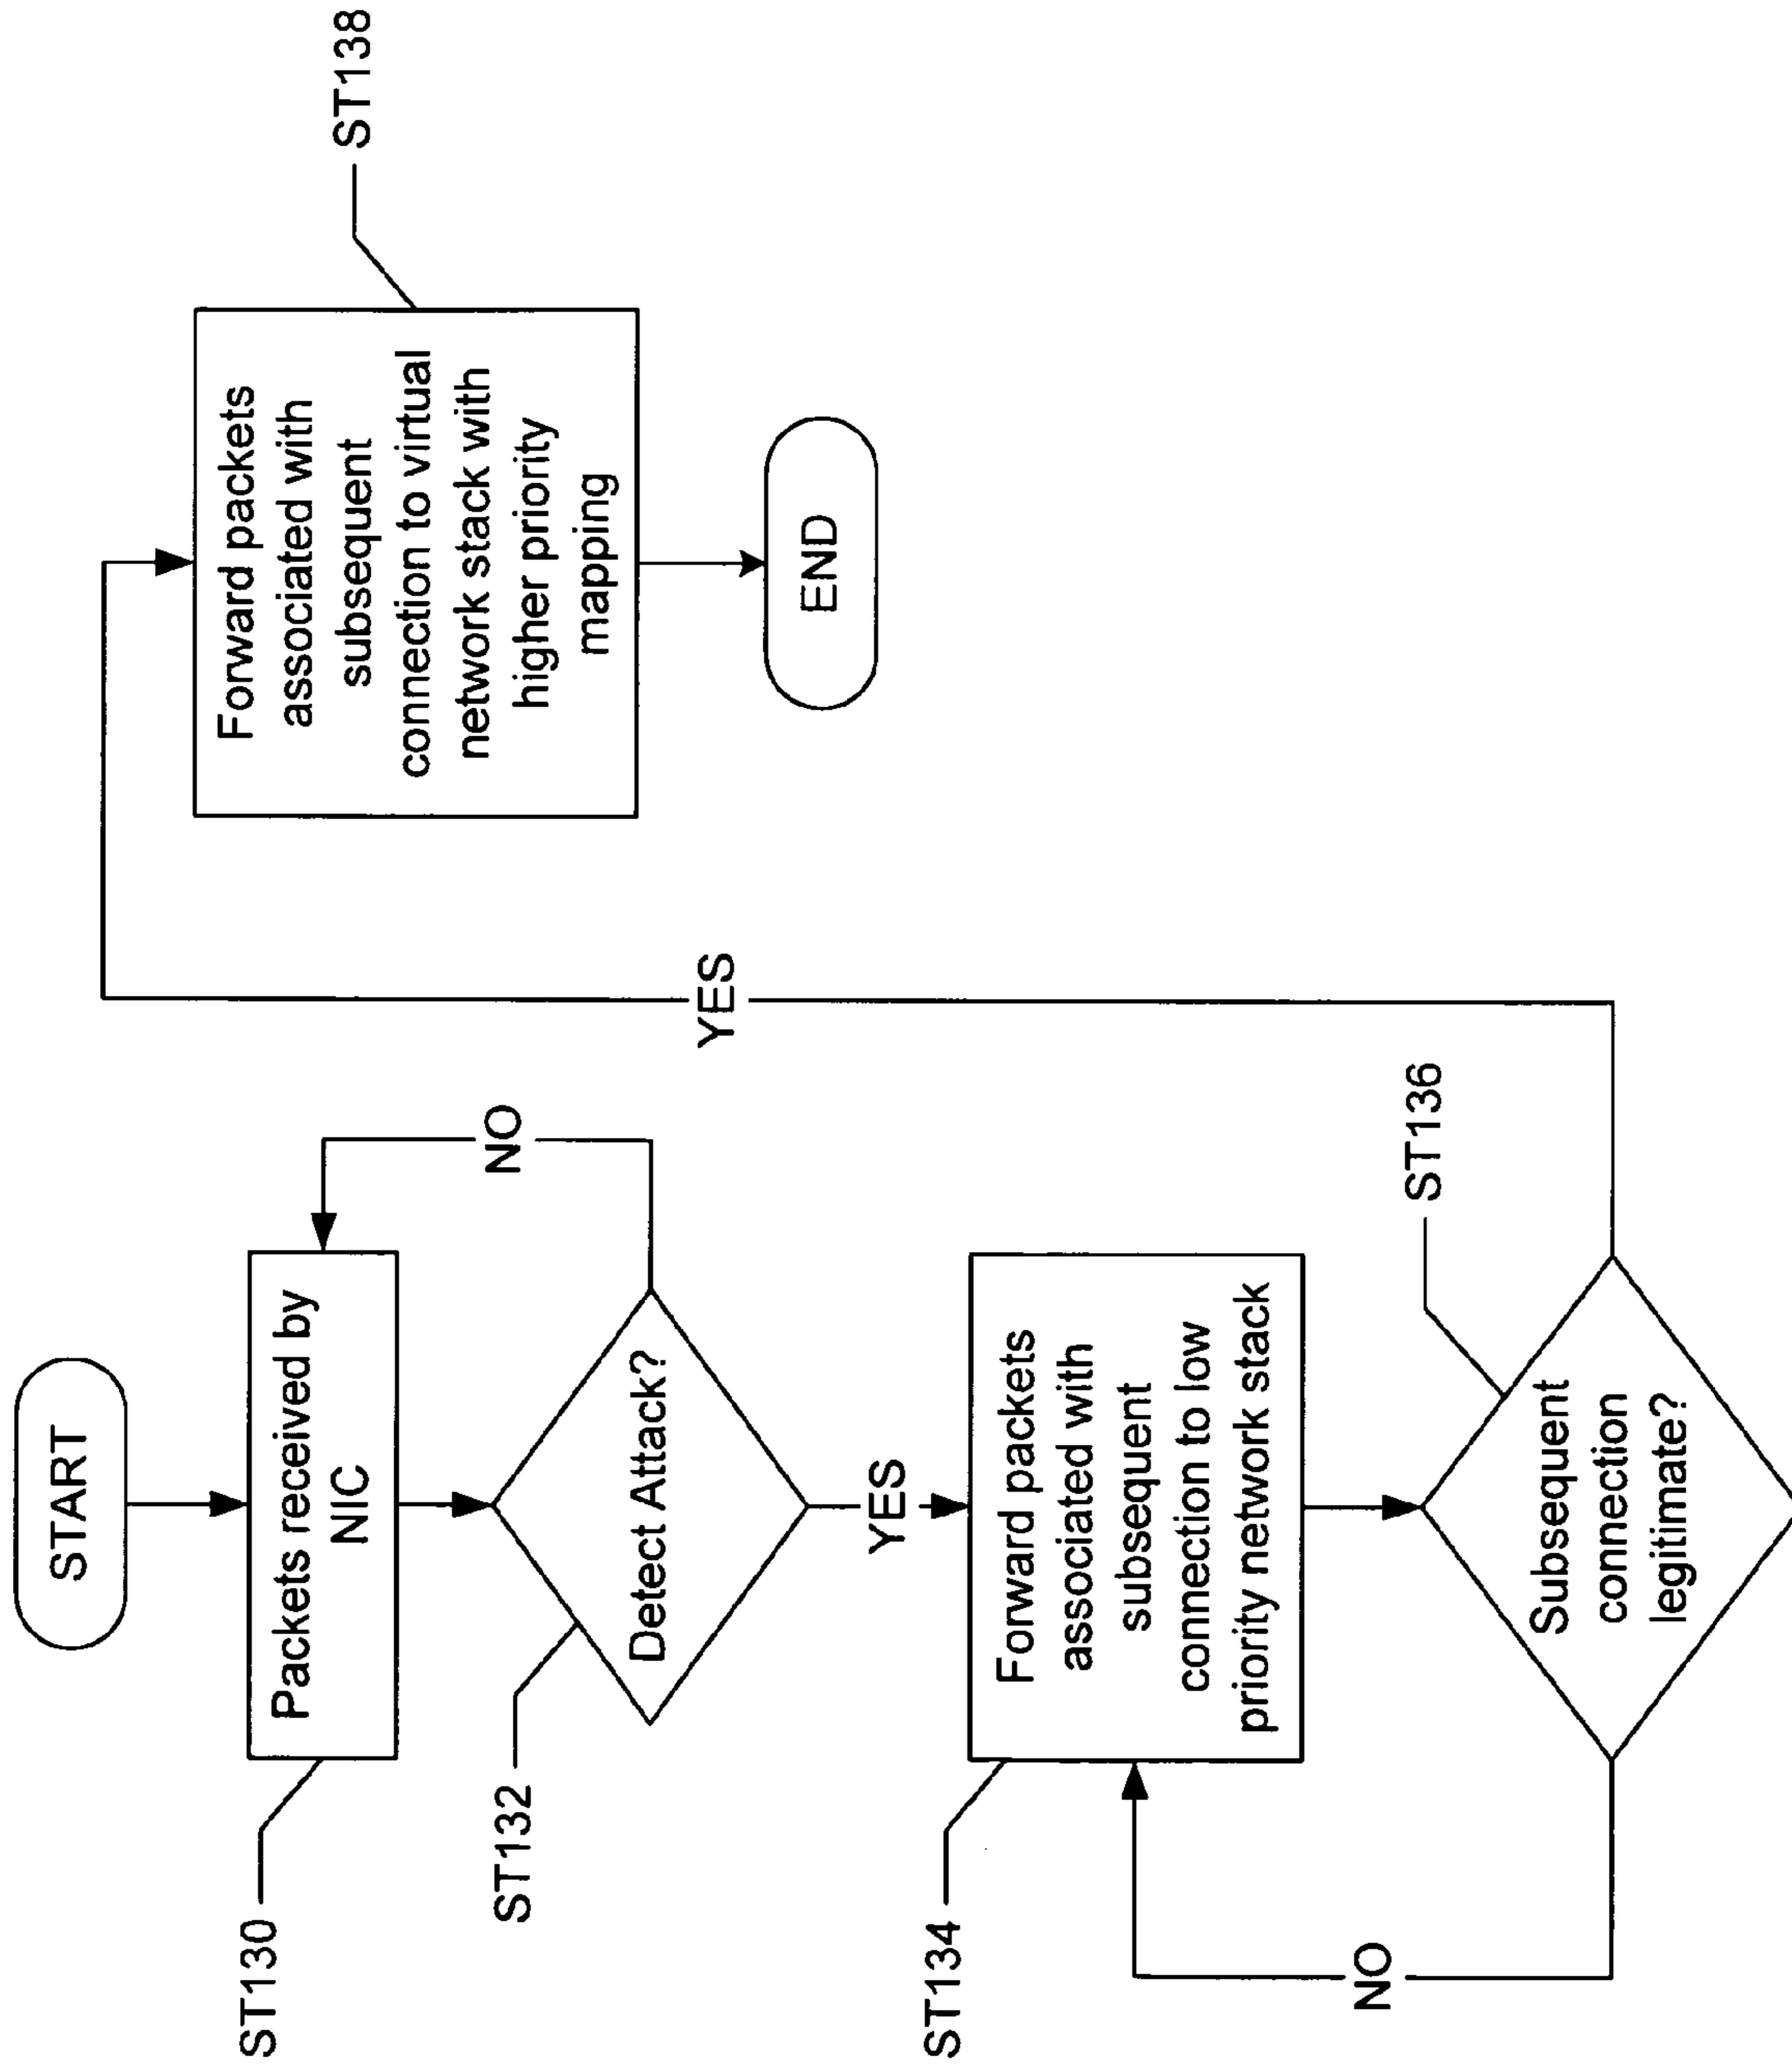 START
ST130
Packets received by
NIC
ST132
Detect Attack?
NO
YES
ST134
Forward packets
associated with
subsequent
connection to low
priority network stack
ST136
Subsequent
connection
legitimate?
NO
YES
ST138
Forward packets
associated with
subsequent
connection to virtual
network stack with
higher priority
mapping
END